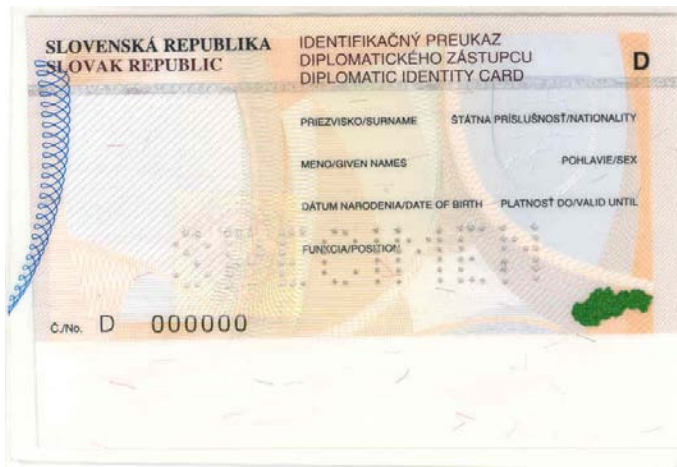 SLOVENSKÁ REPUBLIKA
SLOVAK REPUBLIC
IDENTIFIKAČNÝ PREUKAZ
DIPLOMATICKÉHO ZÁSTUPCU
DIPLOMATIC IDENTITY CARD
D
PRIEZVISKO/SURNAME ŠTÁTNA PRÍSLUŠNOSŤ/NATIONALITY
MENO/GIVEN NAMES POHLAVIE/SEX
DÁTUM NARODENIA/DATE OF BIRTH PLATNOSŤ DO/VALID UNTIL
FUNKCIA/POSITION
Č./No. D 000000